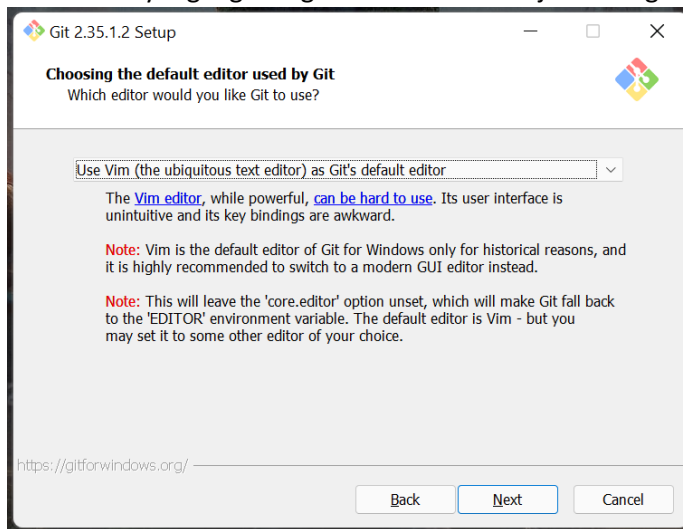 Git 2.35.1.2 Setup
Choosing the default editor used by Git
Which editor would you like Git to use?
Use Vim (the ubiquitous text editor) as Git's default editor
The Vim editor, while powerful, can be hard to use. Its user interface is
unintuitive and its key bindings are awkward.
Note: Vim is the default editor of Git for Windows only for historical reasons, and
it is highly recommended to switch to a modern GUI editor instead.
Note: This will leave the 'core.editor' option unset, which will make Git fall back
to the 'EDITOR' environment variable. The default editor is Vim - but you
may set it to some other editor of your choice.
https://gitforwindows.org/
Back Next Cancel